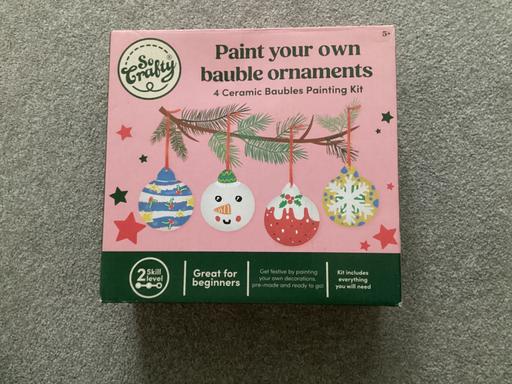 So
Crafty
5+
Paint your own
bauble ornaments
4 Ceramic Baubles Painting Kit
2 Skill
level
Great for
beginners
Get festive by painting
your own decorations,
pre-made and ready to go!
Kit includes
everything
you will need